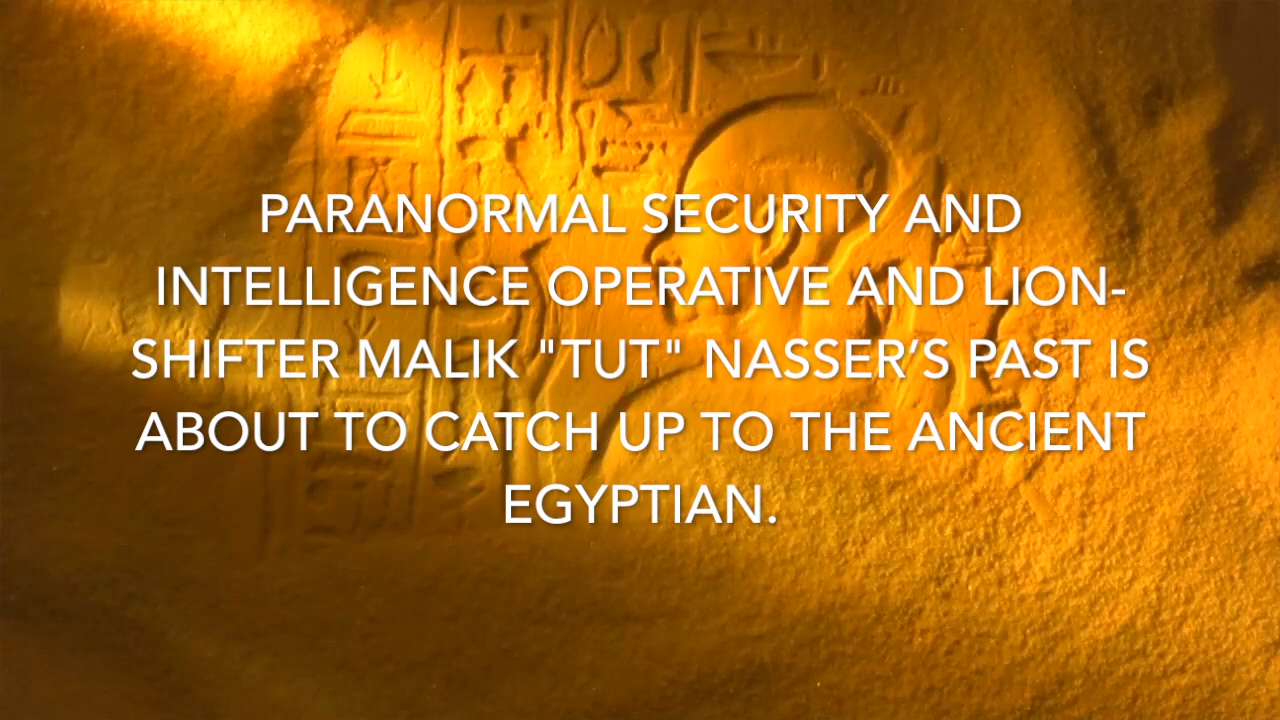 PARANORMAL SECURITY AND
INTELLIGENCE OPERATIVE AND LION-
SHIFTER MALIK "TUT" NASSER’S PAST IS
ABOUT TO CATCH UP TO THE ANCIENT
EGYPTIAN.